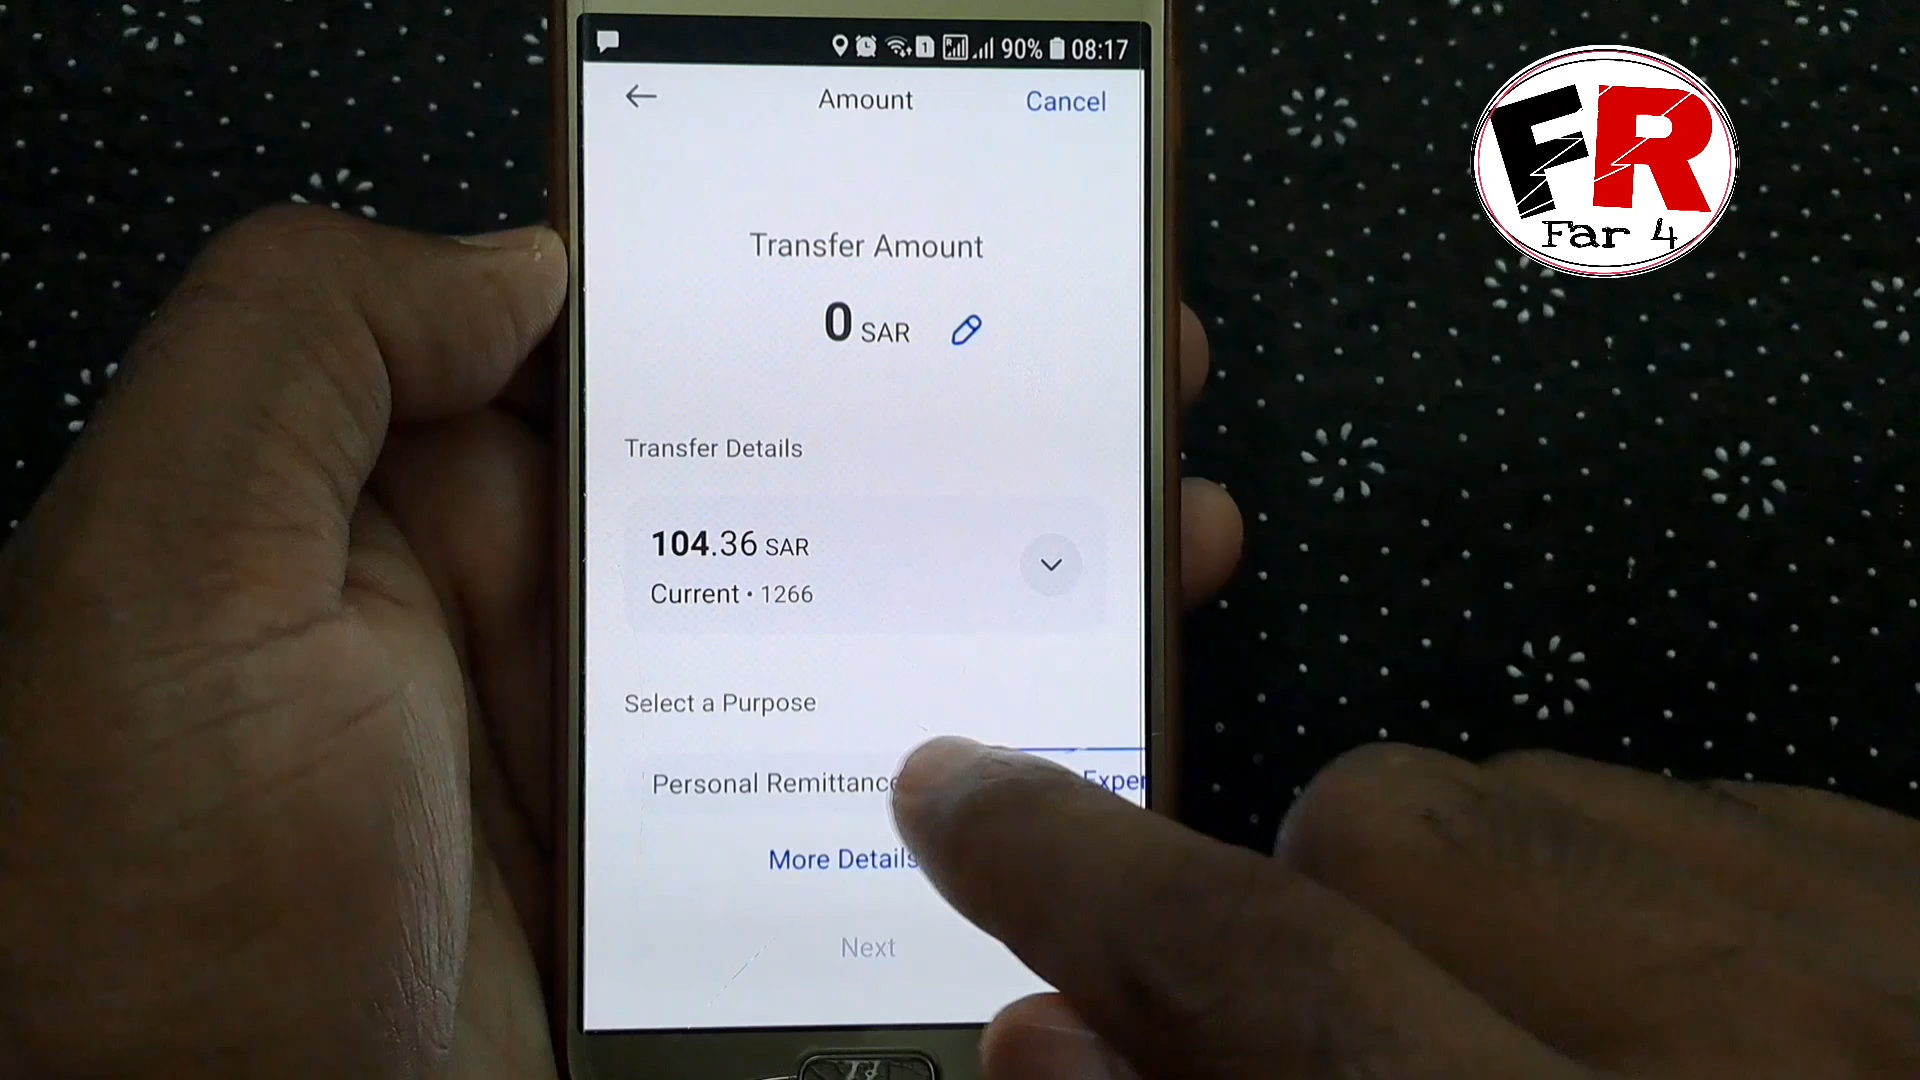 90% 08:17
Amount Cancel
Transfer Amount
0 SAR
Transfer Details
104.36 SAR
Current • 1266
Select a Purpose
Personal Remittance
More Details
Next
FR
Far 4